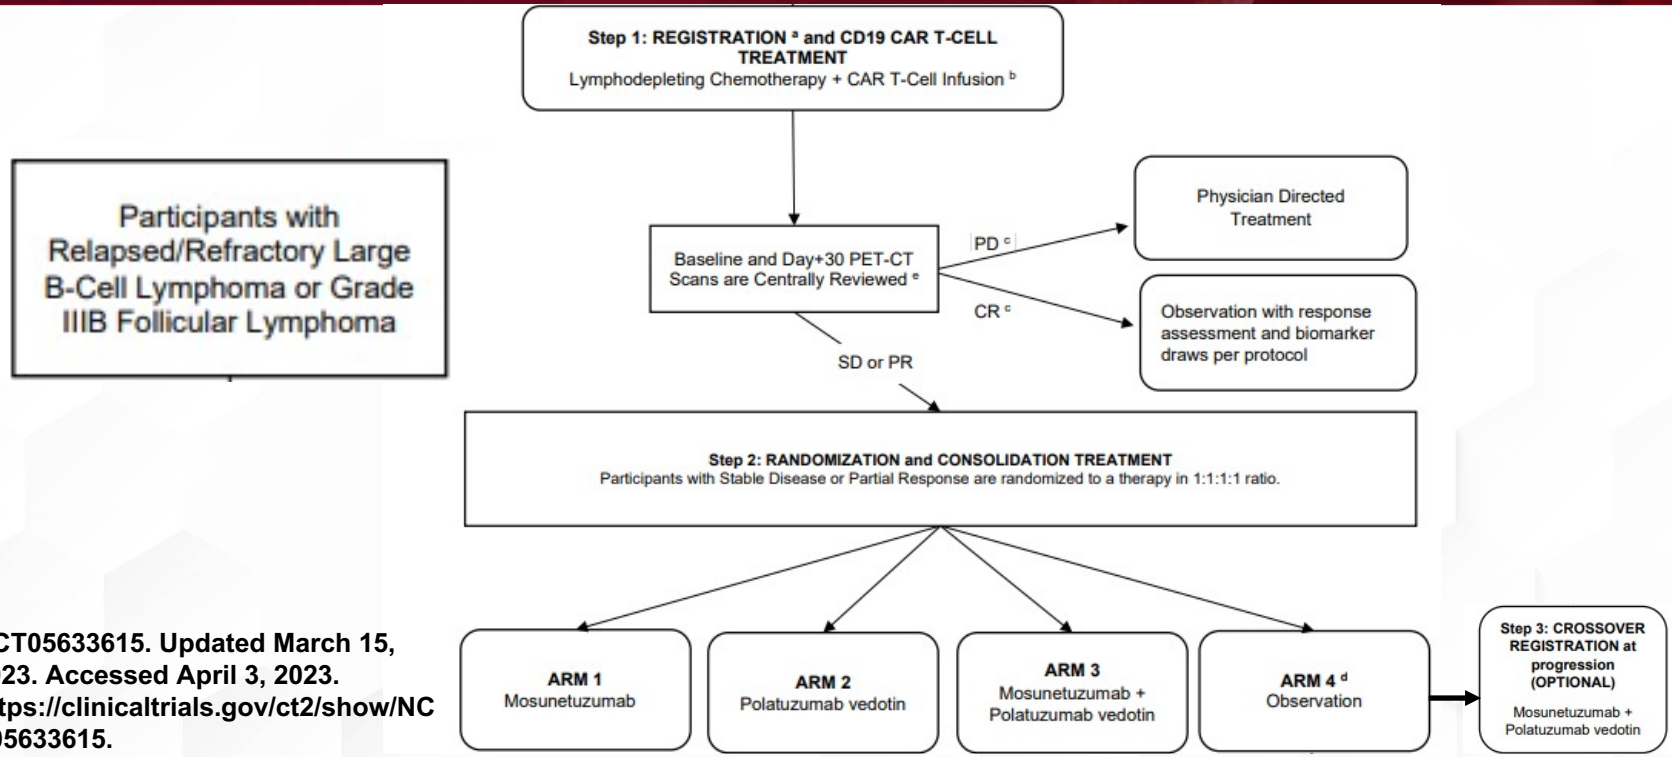 Step 1: REGISTRATION ᵃ and CD19 CAR T-CELL
TREATMENT
Lymphodepleting Chemotherapy + CAR T-Cell Infusion ᵇ
Participants with
Relapsed/Refractory Large
B-Cell Lymphoma or Grade
IIIB Follicular Lymphoma
Baseline and Day+30 PET-CT
Scans are Centrally Reviewed ᵉ
PD ᶜ
CR ᶜ
SD or PR
Physician Directed
Treatment
Observation with response
assessment and biomarker
draws per protocol
Step 2: RANDOMIZATION and CONSOLIDATION TREATMENT
Participants with Stable Disease or Partial Response are randomized to a therapy in 1:1:1:1 ratio.
ARM 1
Mosunetuzumab
ARM 2
Polatuzumab vedotin
ARM 3
Mosunetuzumab +
Polatuzumab vedotin
ARM 4 ᵈ
Observation
Step 3: CROSSOVER
REGISTRATION at
progression
(OPTIONAL)
Mosunetuzumab +
Polatuzumab vedotin
CT05633615. Updated March 15,
23. Accessed April 3, 2023.
tps://clinicaltrials.gov/ct2/show/NC
05633615.